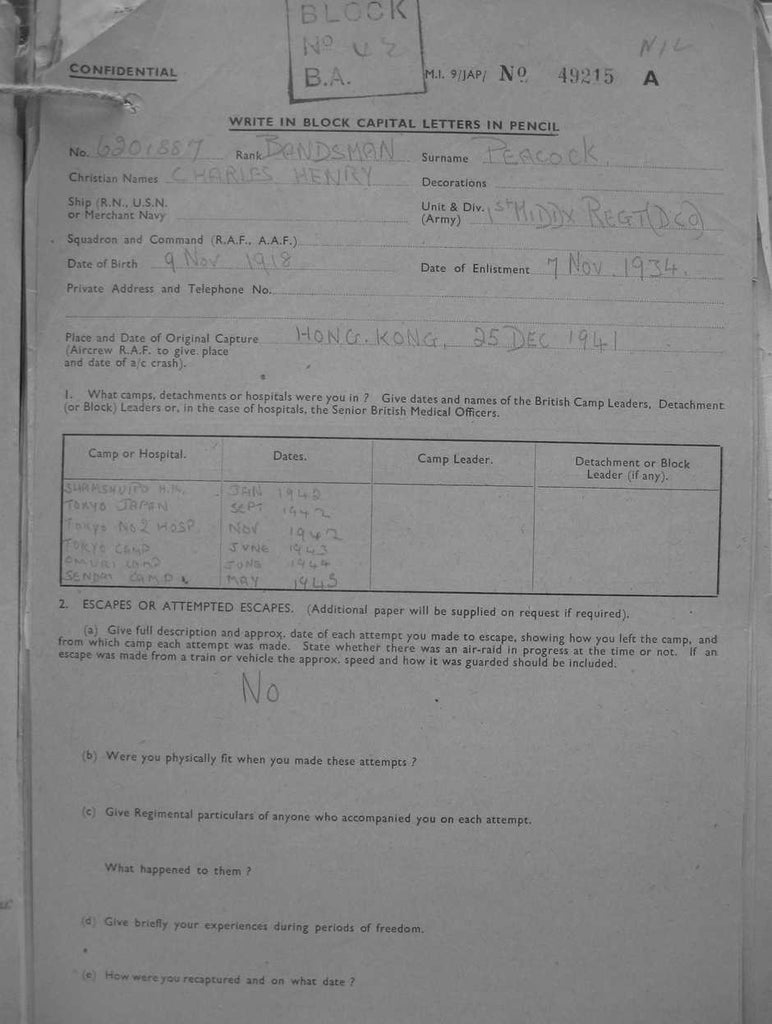 BLOCK
No 42
B.A.
NIL
CONFIDENTIAL
M.I. 9/JAP/ No 49215 A
WRITE IN BLOCK CAPITAL LETTERS IN PENCIL
No. 6201887 Rank BANDSMAN Surname PEACOCK.
Christian Names CHARLES HENRY Decorations
Ship (R.N., U.S.N. or Merchant Navy Unit & Div. (Army) 1st MIDDX REGT (DCO)
Squadron and Command (R.A.F., A.A.F.)
Date of Birth 9 Nov 1918 Date of Enlistment 7 Nov. 1934.
Private Address and Telephone No.
Place and Date of Original Capture HONG.KONG, 25 DEC 1941
(Aircrew R.A.F. to give place
and date of a/c crash).
1. What camps, detachments or hospitals were you in ? Give dates and names of the British Camp Leaders, Detachment
(or Block) Leaders or, in the case of hospitals, the Senior British Medical Officers.
Camp or Hospital. Dates. Camp Leader. Detachment or Block Leader (if any).
SHAMSHUIPO H.K. JAN 1942
TOKYO JAPAN SEPT 1942
TOKYO No2 HOSP NOV 1942
TOKYO CAMP JUNE 1943
OMURI CAMP JUNE 1944
SENDAI CAMP MAY 1945
2. ESCAPES OR ATTEMPTED ESCAPES. (Additional paper will be supplied on request if required).
(a) Give full description and approx. date of each attempt you made to escape, showing how you left the camp, and
from which camp each attempt was made. State whether there was an air-raid in progress at the time or not. If an
escape was made from a train or vehicle the approx. speed and how it was guarded should be included.
No
(b) Were you physically fit when you made these attempts ?
(c) Give Regimental particulars of anyone who accompanied you on each attempt.
What happened to them ?
(d) Give briefly your experiences during periods of freedom.
(e) How were you recaptured and on what date ?